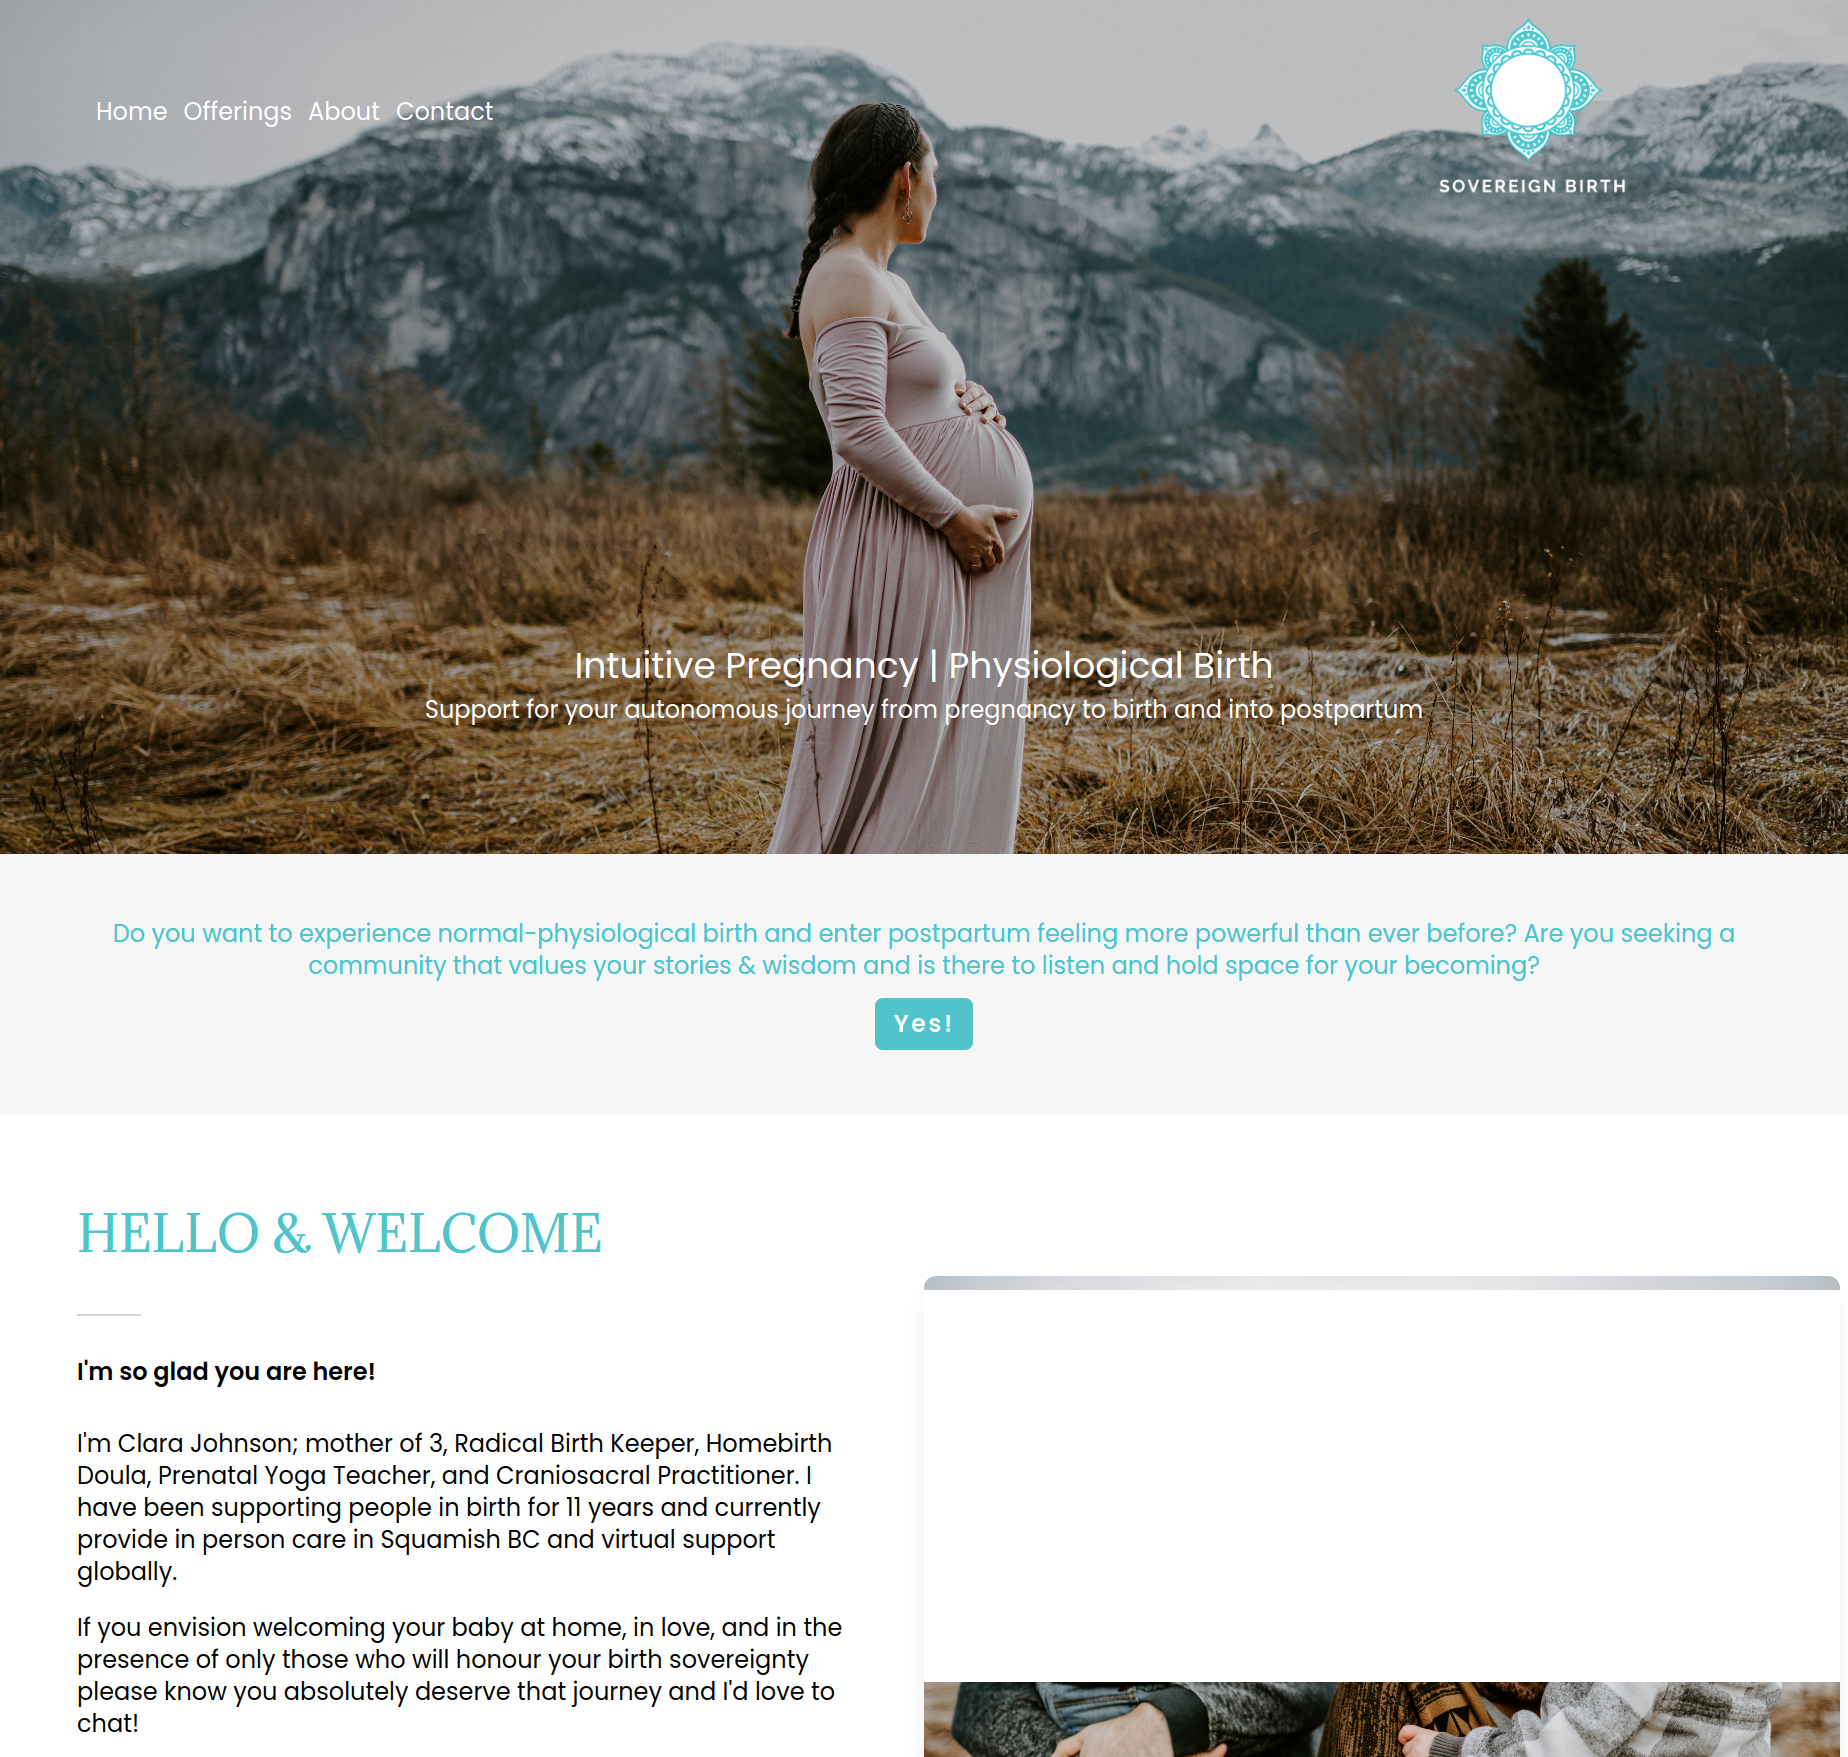 Home Offerings About Contact
SOVEREIGN BIRTH
Intuitive Pregnancy | Physiological Birth
Support for your autonomous journey from pregnancy to birth and into postpartum
Do you want to experience normal-physiological birth and enter postpartum feeling more powerful than ever before? Are you seeking a
community that values your stories & wisdom and is there to listen and hold space for your becoming?
Yes!
HELLO & WELCOME
I'm so glad you are here!
I'm Clara Johnson; mother of 3, Radical Birth Keeper, Homebirth
Doula, Prenatal Yoga Teacher, and Craniosacral Practitioner. I
have been supporting people in birth for 11 years and currently
provide in person care in Squamish BC and virtual support
globally.
If you envision welcoming your baby at home, in love, and in the
presence of only those who will honour your birth sovereignty
please know you absolutely deserve that journey and I'd love to
chat!